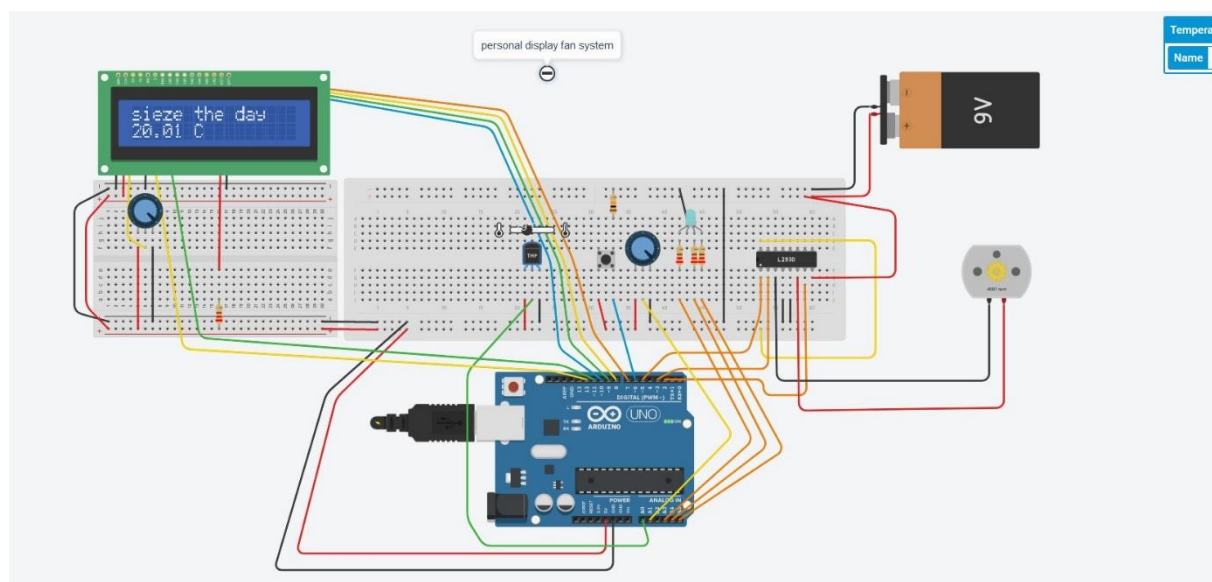 personal display fan system
Tempera
Name
sieze the day
20.01 C
9V
TMP
L293D
DIGITAL (PWM~)
UNO
ARDUINO
POWER
ANALOG IN